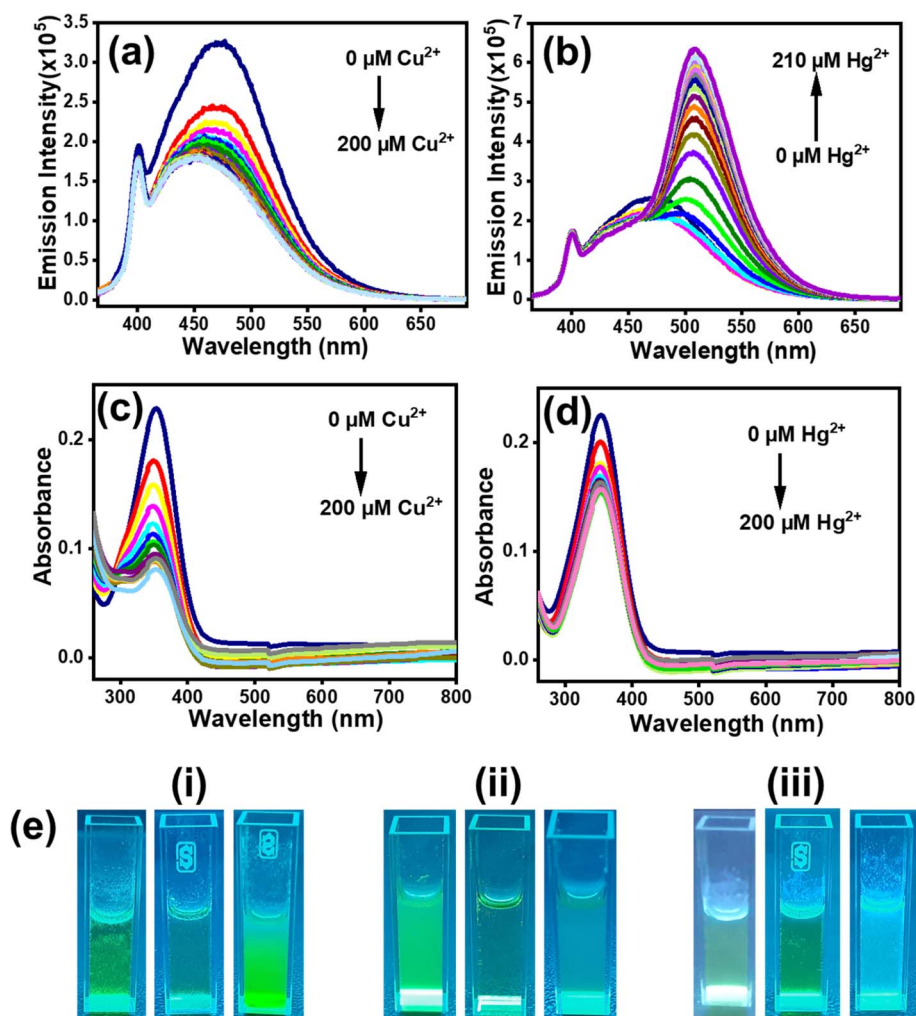 (a)
0 µM Cu²⁺
200 µM Cu²⁺
Emission Intensity(x10⁵)
3.5
3.0
2.5
2.0
1.5
1.0
0.5
0.0
400 450 500 550 600 650
Wavelength (nm)
(b)
210 µM Hg²⁺
0 µM Hg²⁺
Emission Intensity (x10⁵)
7
6
5
4
3
2
1
0
400 450 500 550 600 650
Wavelength (nm)
(c)
0 µM Cu²⁺
200 µM Cu²⁺
Absorbance
0.2
0.1
0.0
300 400 500 600 700 800
Wavelength (nm)
(d)
0 µM Hg²⁺
200 µM Hg²⁺
Absorbance
0.2
0.1
0.0
300 400 500 600 700 800
Wavelength (nm)
(e)
(i) (ii) (iii)